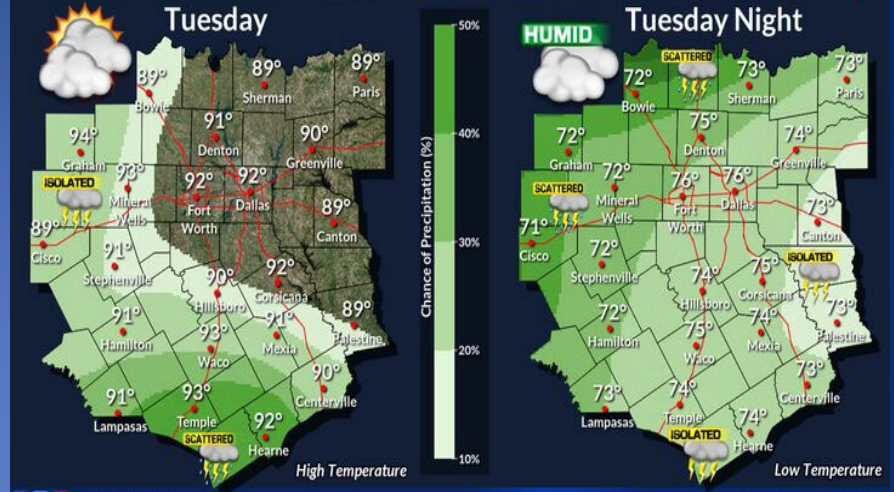 Tuesday
89°
Bowie
89°
Sherman
89°
Paris
94°
Graham
91°
Denton
90°
Greenville
ISOLATED
93°
Mineral
Wells
92°
Fort
Worth
92°
Dallas
89°
Canton
89°
Cisco
91°
Stephenville
90°
Hillsboro
92°
Corsicana
91°
Hamilton
93°
Waco
91°
Mexia
89°
Palestine
91°
Lampasas
93°
Temple
90°
Centerville
SCATTERED
92°
Hearne
High Temperature
50%
40%
30%
20%
10%
Chance of Precipitation (%)
Tuesday Night
HUMID
72°
Bowie
SCATTERED
73°
Sherman
73°
Paris
72°
Graham
75°
Denton
74°
Greenville
SCATTERED
72°
Mineral
Wells
76°
Fort
Worth
76°
Dallas
73°
Canton
71°
Cisco
72°
Stephenville
74°
Hillsboro
75°
Corsicana
ISOLATED
72°
Hamilton
75°
Waco
74°
Mexia
73°
Palestine
73°
Lampasas
74°
Temple
73°
Centerville
ISOLATED
74°
Hearne
Low Temperature